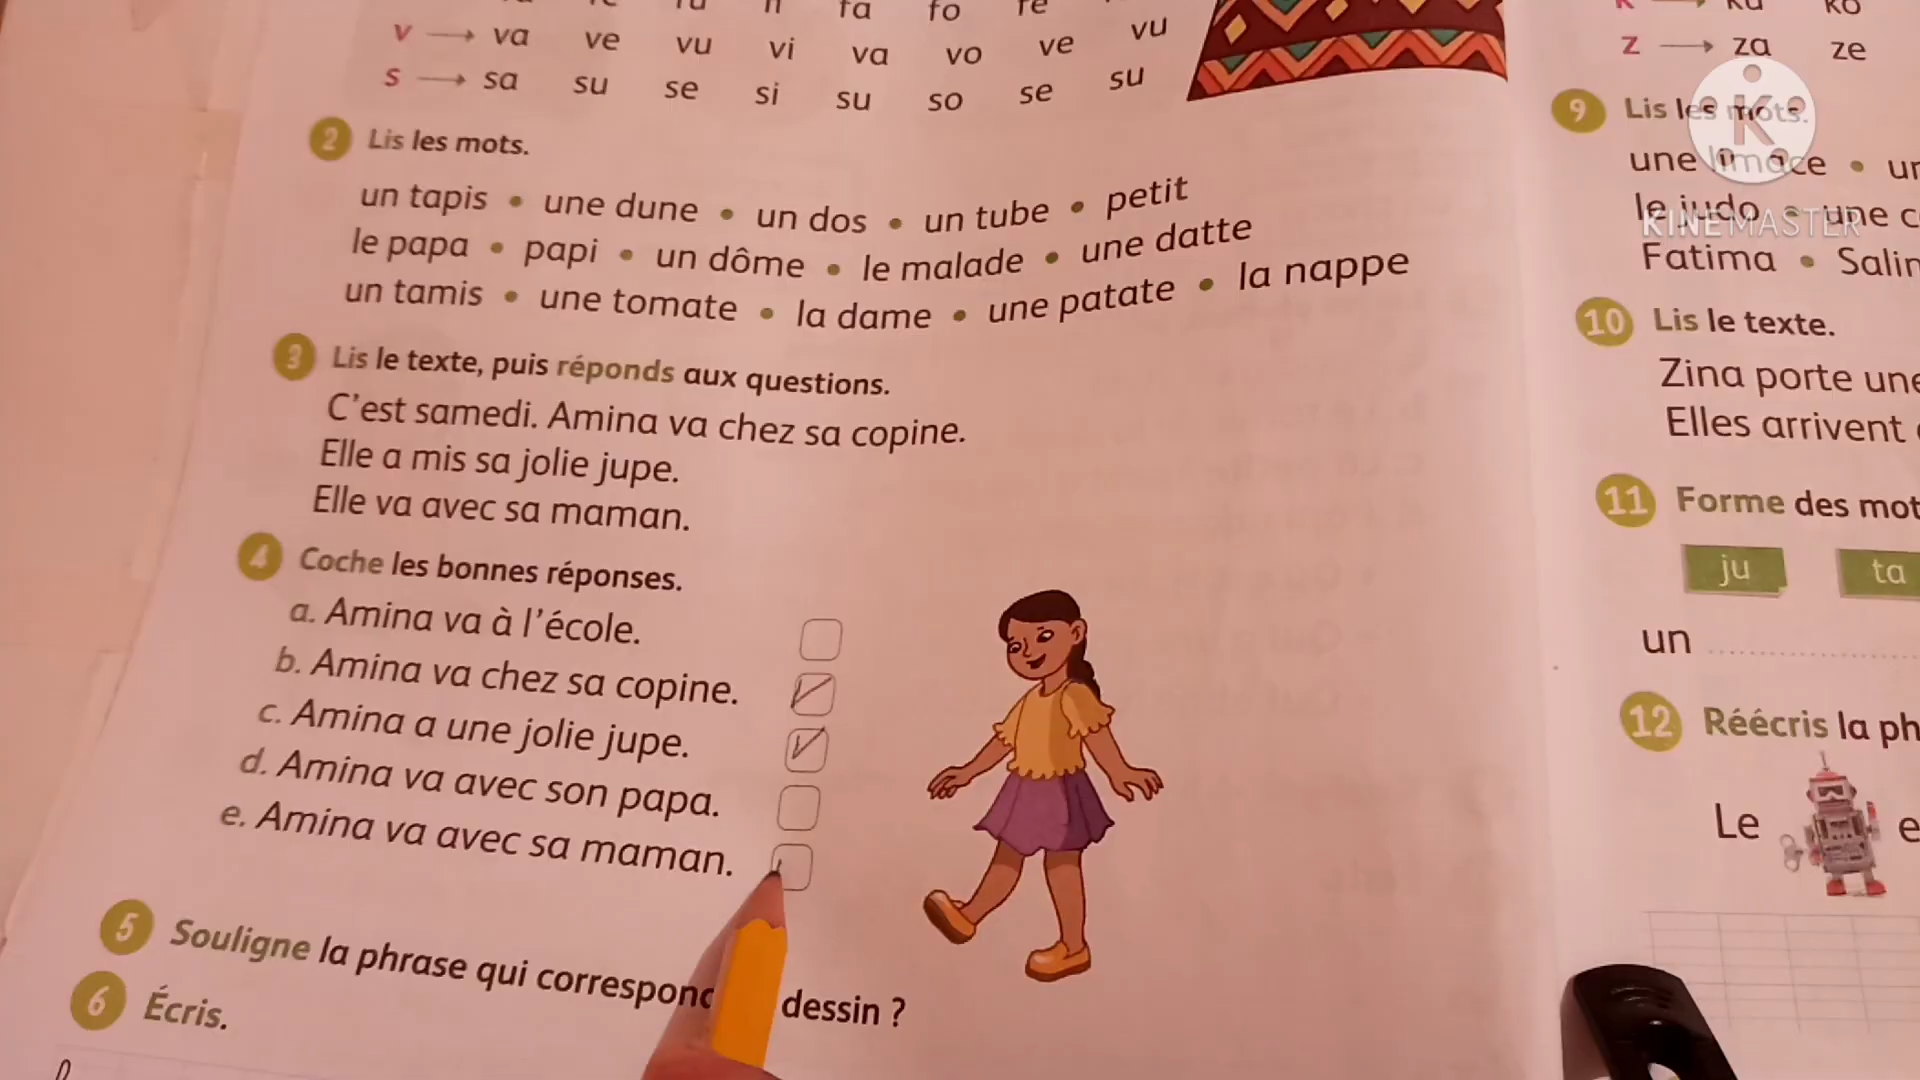 fa fo
v → va ve vu vi va vo ve vu
s → sa su se si su so se su
2 Lis les mots.
un tapis • une dune • un dos • un tube • petit
le papa • papi • un dôme • le malade • une datte
un tamis • une tomate • la dame • une patate • la nappe
3 Lis le texte, puis réponds aux questions.
C'est samedi. Amina va chez sa copine.
Elle a mis sa jolie jupe.
Elle va avec sa maman.
4 Coche les bonnes réponses.
a. Amina va à l'école.
b. Amina va chez sa copine.
c. Amina a une jolie jupe.
d. Amina va avec son papa.
e. Amina va avec sa maman.
5 Souligne la phrase qui correspond dessin ?
6 Écris.
z → za ze
9 Lis les mots.
une limace •
le judo • une
Fatima •
10 Lis le texte.
Zina porte une
Elles arrivent
11 Forme des
ju ta
un
12 Réécris la
Le
K
KINEMASTER